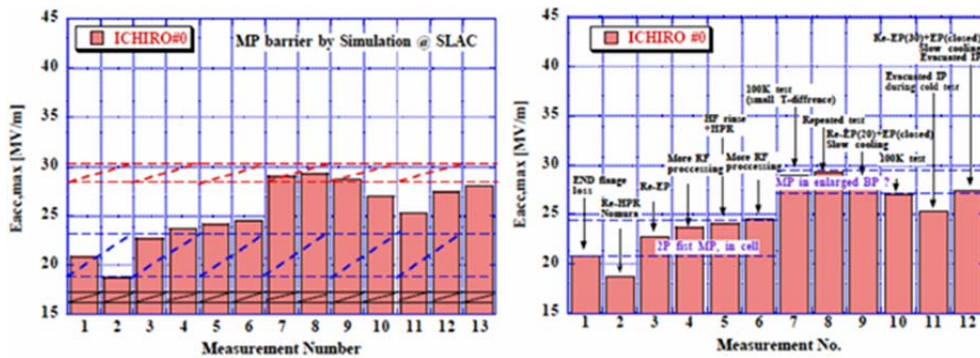 45
40
35
30
25
20
15
Eacc,max [MV/m]
ICHIRO#0
MP barrier by Simulation @ SLAC
1 2 3 4 5 6 7 8 9 10 11 12 13
Measurement Number
45
40
35
30
25
20
15
Eacc,max [MV/m]
ICHIRO #0
Re-EP(30)+EP(closed)
Slow cooling
Evacuated IP
Evacuated IP
during cold test
100K test
(small T-diffrence)
HF rinse
+HPR
Repeated test
Re-EP(20)+EP(closed)
Slow cooling
More RF
proccessing
More RF
proccessing
100K test
END flange
loss
Re-EP
MP in enlarged BP ?
Re-HPR
Nomura
2P fist MP, in cell
1 2 3 4 5 6 7 8 9 10 11 12
Measurement No.